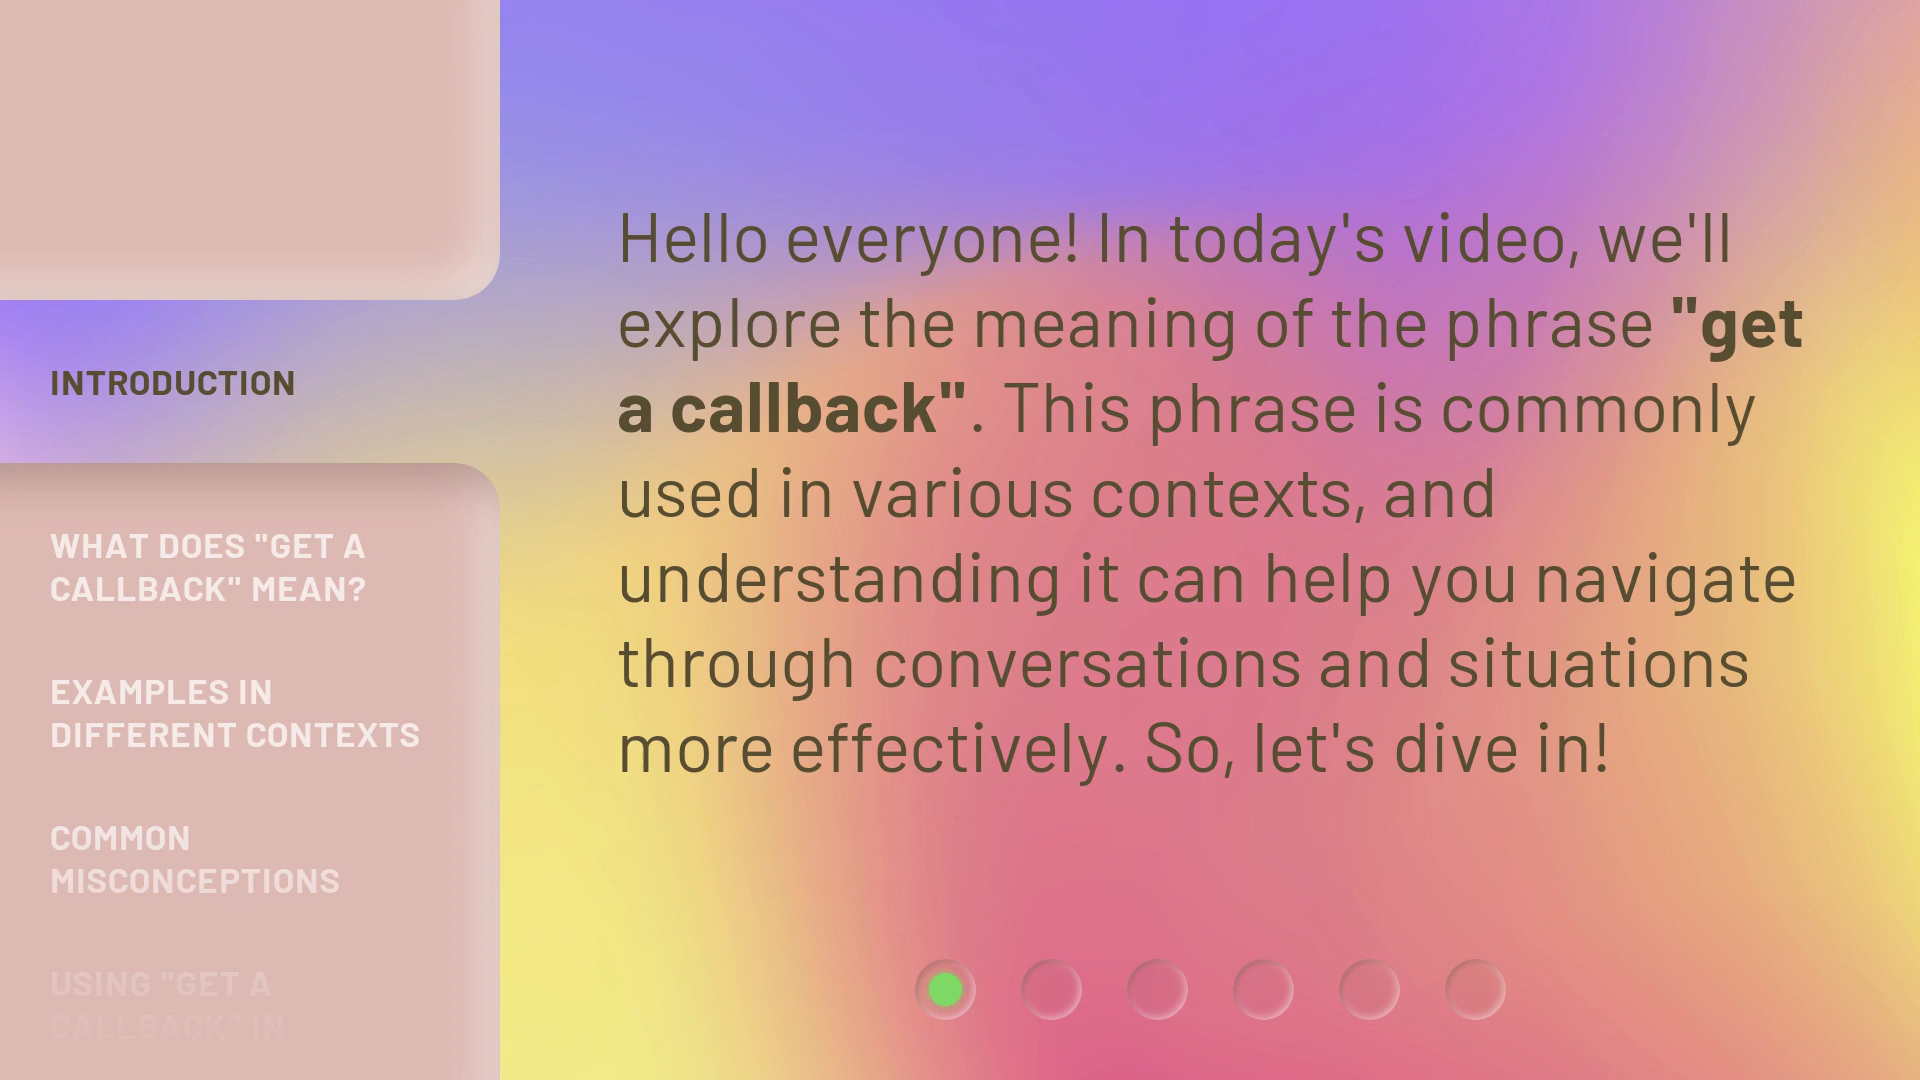 INTRODUCTION
WHAT DOES "GET A
CALLBACK" MEAN?
EXAMPLES IN
DIFFERENT CONTEXTS
COMMON
MISCONCEPTIONS
USING "GET A
CALLBACK" IN
Hello everyone! In today's video, we'll
explore the meaning of the phrase "get
a callback". This phrase is commonly
used in various contexts, and
understanding it can help you navigate
through conversations and situations
more effectively. So, let's dive in!